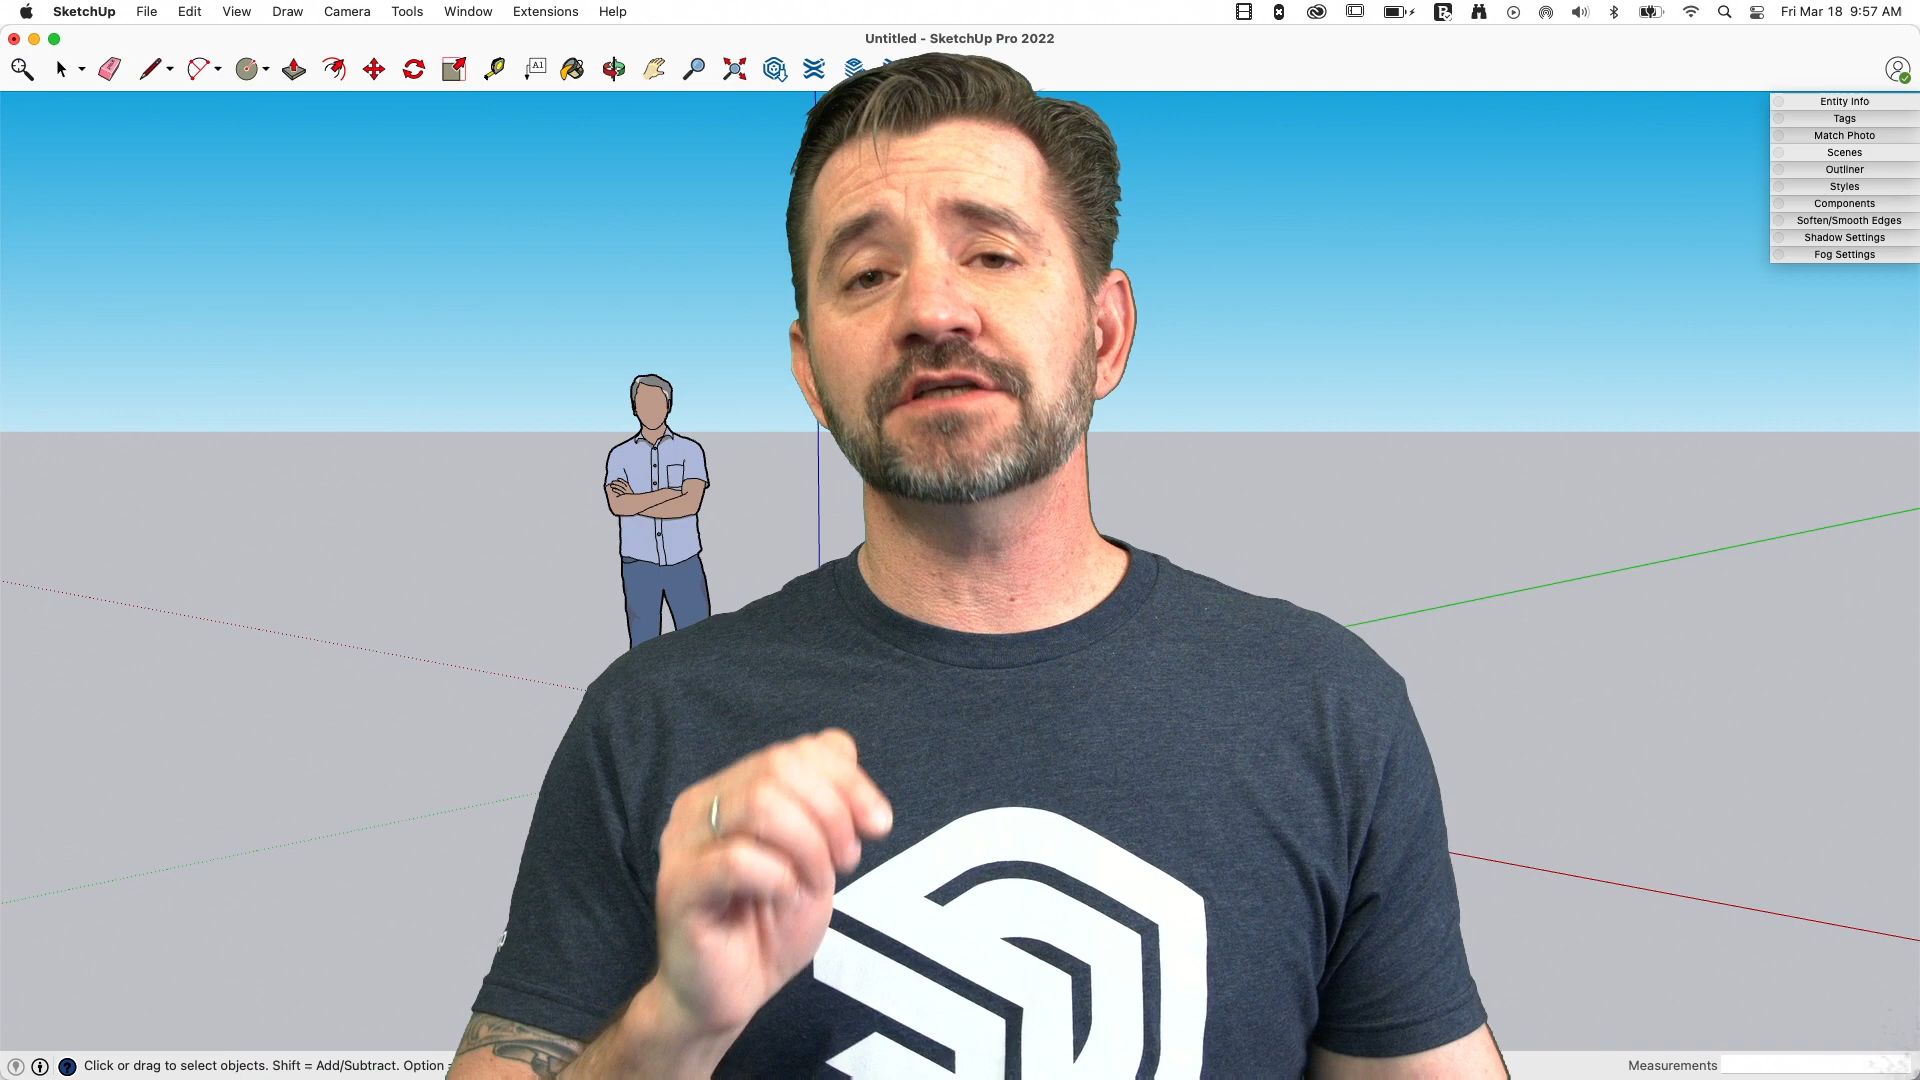 SketchUp File Edit View Draw Camera Tools Window Extensions Help Fri Mar 18 9:57 AM
Untitled - SketchUp Pro 2022
A1
Entity Info
Tags
Match Photo
Scenes
Outliner
Styles
Components
Soften/Smooth Edges
Shadow Settings
Fog Settings
Click or drag to select objects. Shift = Add/Subtract. Option = Measurements